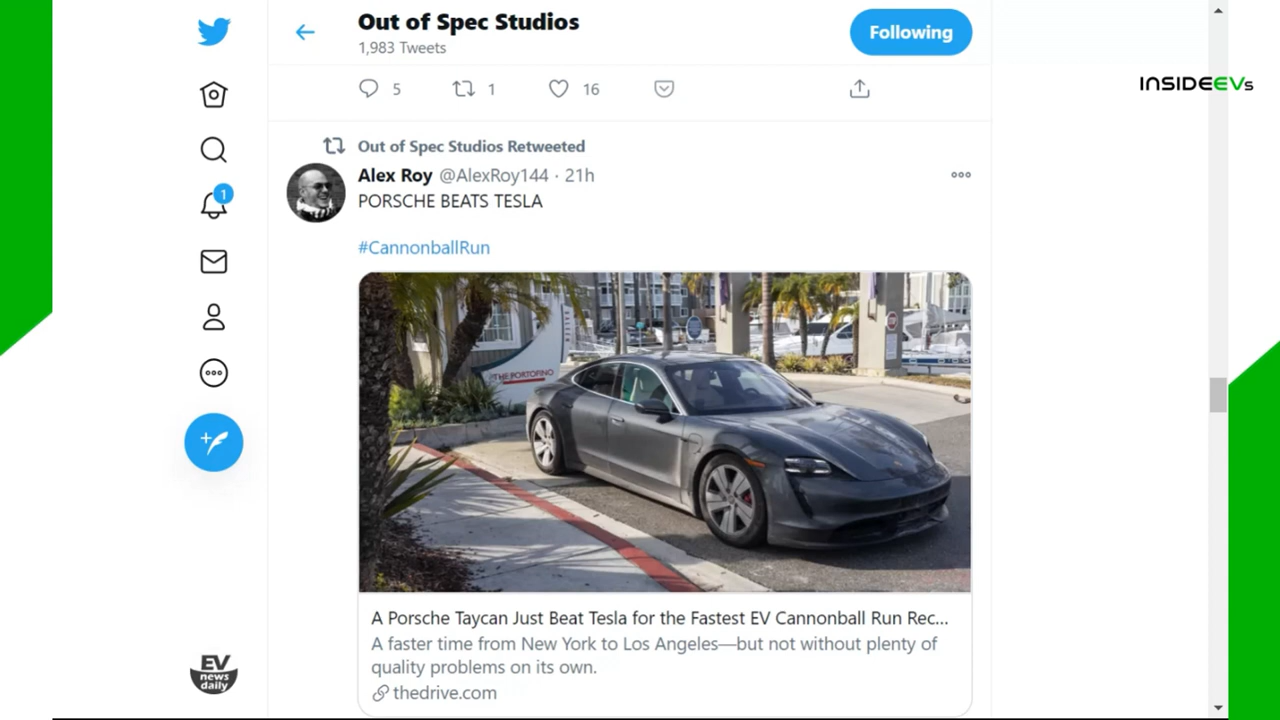 Out of Spec Studios
1,983 Tweets
Following
INSIDEEVs
5 1 16
Out of Spec Studios Retweeted
Alex Roy @AlexRoy144 · 21h
PORSCHE BEATS TESLA
1
#CannonballRun
THE PORTOFINO
A Porsche Taycan Just Beat Tesla for the Fastest EV Cannonball Run Rec...
A faster time from New York to Los Angeles—but not without plenty of
quality problems on its own.
thedrive.com
EV
news
daily